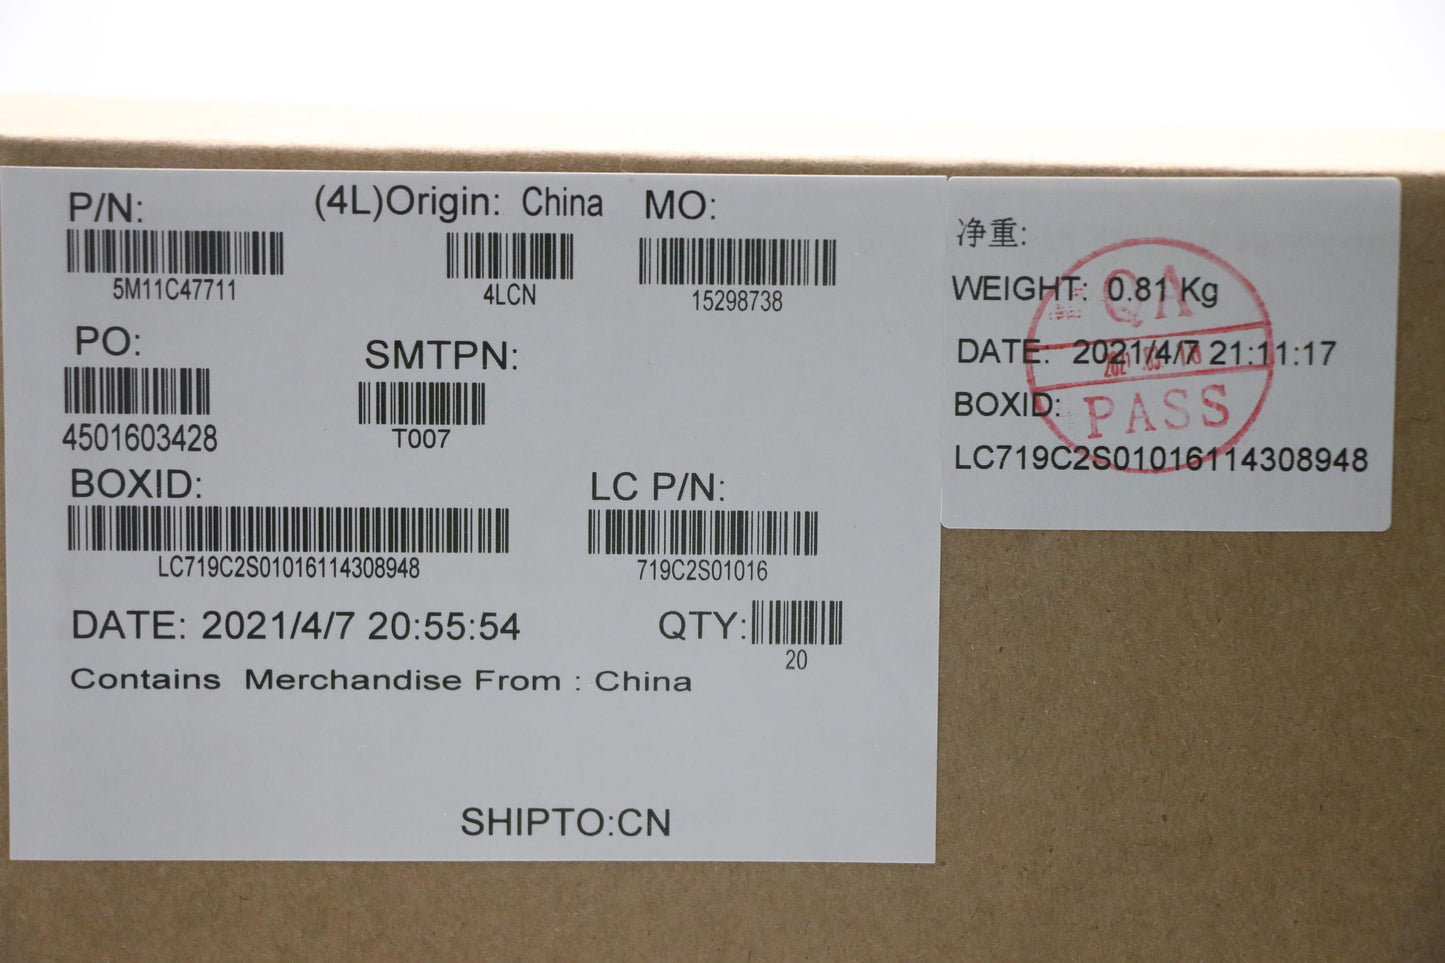 P/N:
5M11C47711
(4L)Origin: China
4LCN
MO:
15298738
PO:
4501603428
SMTPN:
T007
BOXID:
LC719C2S01016114308948
LC P/N:
719C2S01016
DATE: 2021/4/7 20:55:54
QTY:
20
Contains Merchandise From : China
SHIPTO:CN
净重:
WEIGHT: 0.81 Kg
DATE: 2021/4/7 21:11:17
BOXID:
LC719C2S01016114308948
QA
PASS